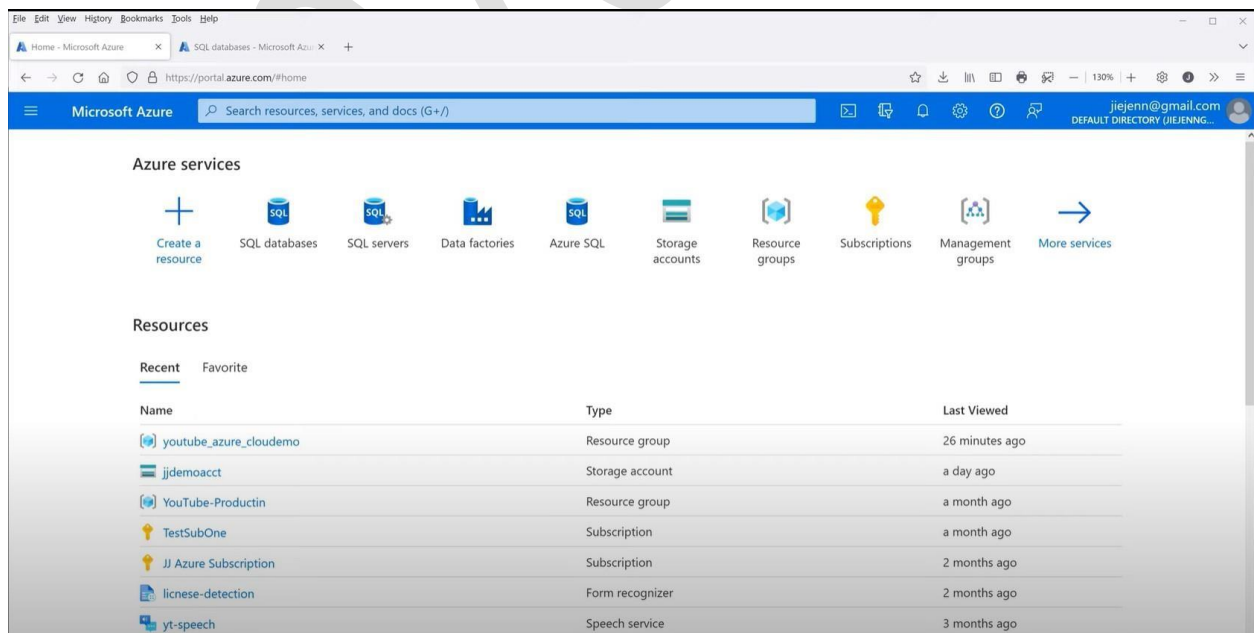 File Edit View History Bookmarks Tools Help
Home - Microsoft Azure
SQL databases - Microsoft Azu
https://portal.azure.com/#home
130%
Microsoft Azure
Search resources, services, and docs (G+/)
jiejenn@gmail.com
DEFAULT DIRECTORY (JIEJENNG...
Azure services
Create a
resource
SQL databases
SQL servers
Data factories
Azure SQL
Storage
accounts
Resource
groups
Subscriptions
Management
groups
More services
Resources
Recent Favorite
Name Type Last Viewed
youtube_azure_cloudemo Resource group 26 minutes ago
jjdemoacct Storage account a day ago
YouTube-Productin Resource group a month ago
TestSubOne Subscription a month ago
JJ Azure Subscription Subscription 2 months ago
licnese-detection Form recognizer 2 months ago
yt-speech Speech service 3 months ago